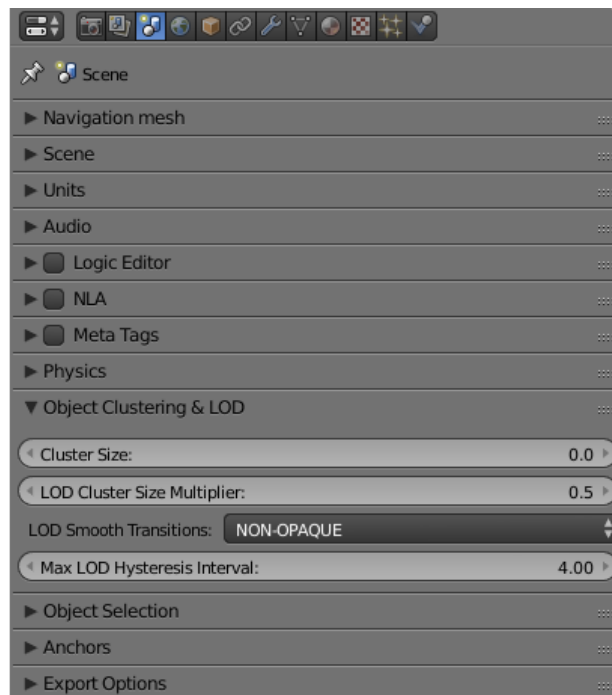 Scene
Navigation mesh
Scene
Units
Audio
Logic Editor
NLA
Meta Tags
Physics
Object Clustering & LOD
Cluster Size: 0.0
LOD Cluster Size Multiplier: 0.5
LOD Smooth Transitions: NON-OPAQUE
Max LOD Hysteresis Interval: 4.00
Object Selection
Anchors
Export Options